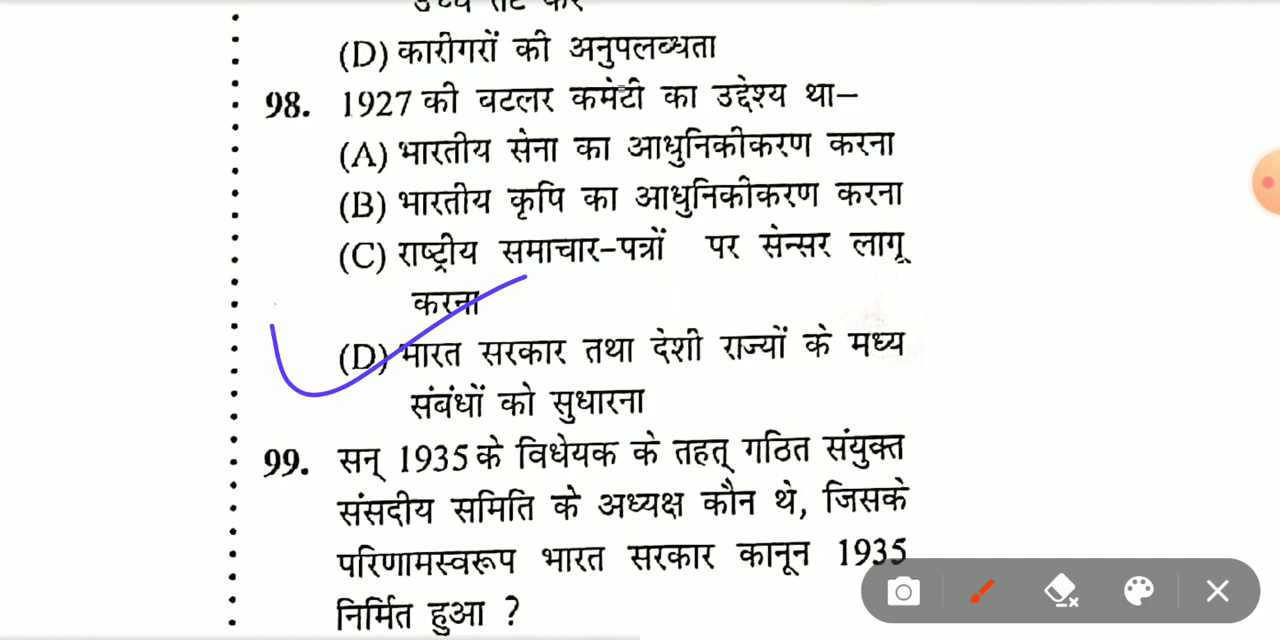 (D) कारीगरों की अनुपलब्धता
98. 1927 की बटलर कमेटी का उद्देश्य था–
(A) भारतीय सेना का आधुनिकीकरण करना
(B) भारतीय कृषि का आधुनिकीकरण करना
(C) राष्ट्रीय समाचार-पत्रों पर सेन्सर लागू
करना
(D) भारत सरकार तथा देशी राज्यों के मध्य
संबंधों को सुधारना
99. सन् 1935 के विधेयक के तहत् गठित संयुक्त
संसदीय समिति के अध्यक्ष कौन थे, जिसके
परिणामस्वरूप भारत सरकार कानून 1935
निर्मित हुआ ?